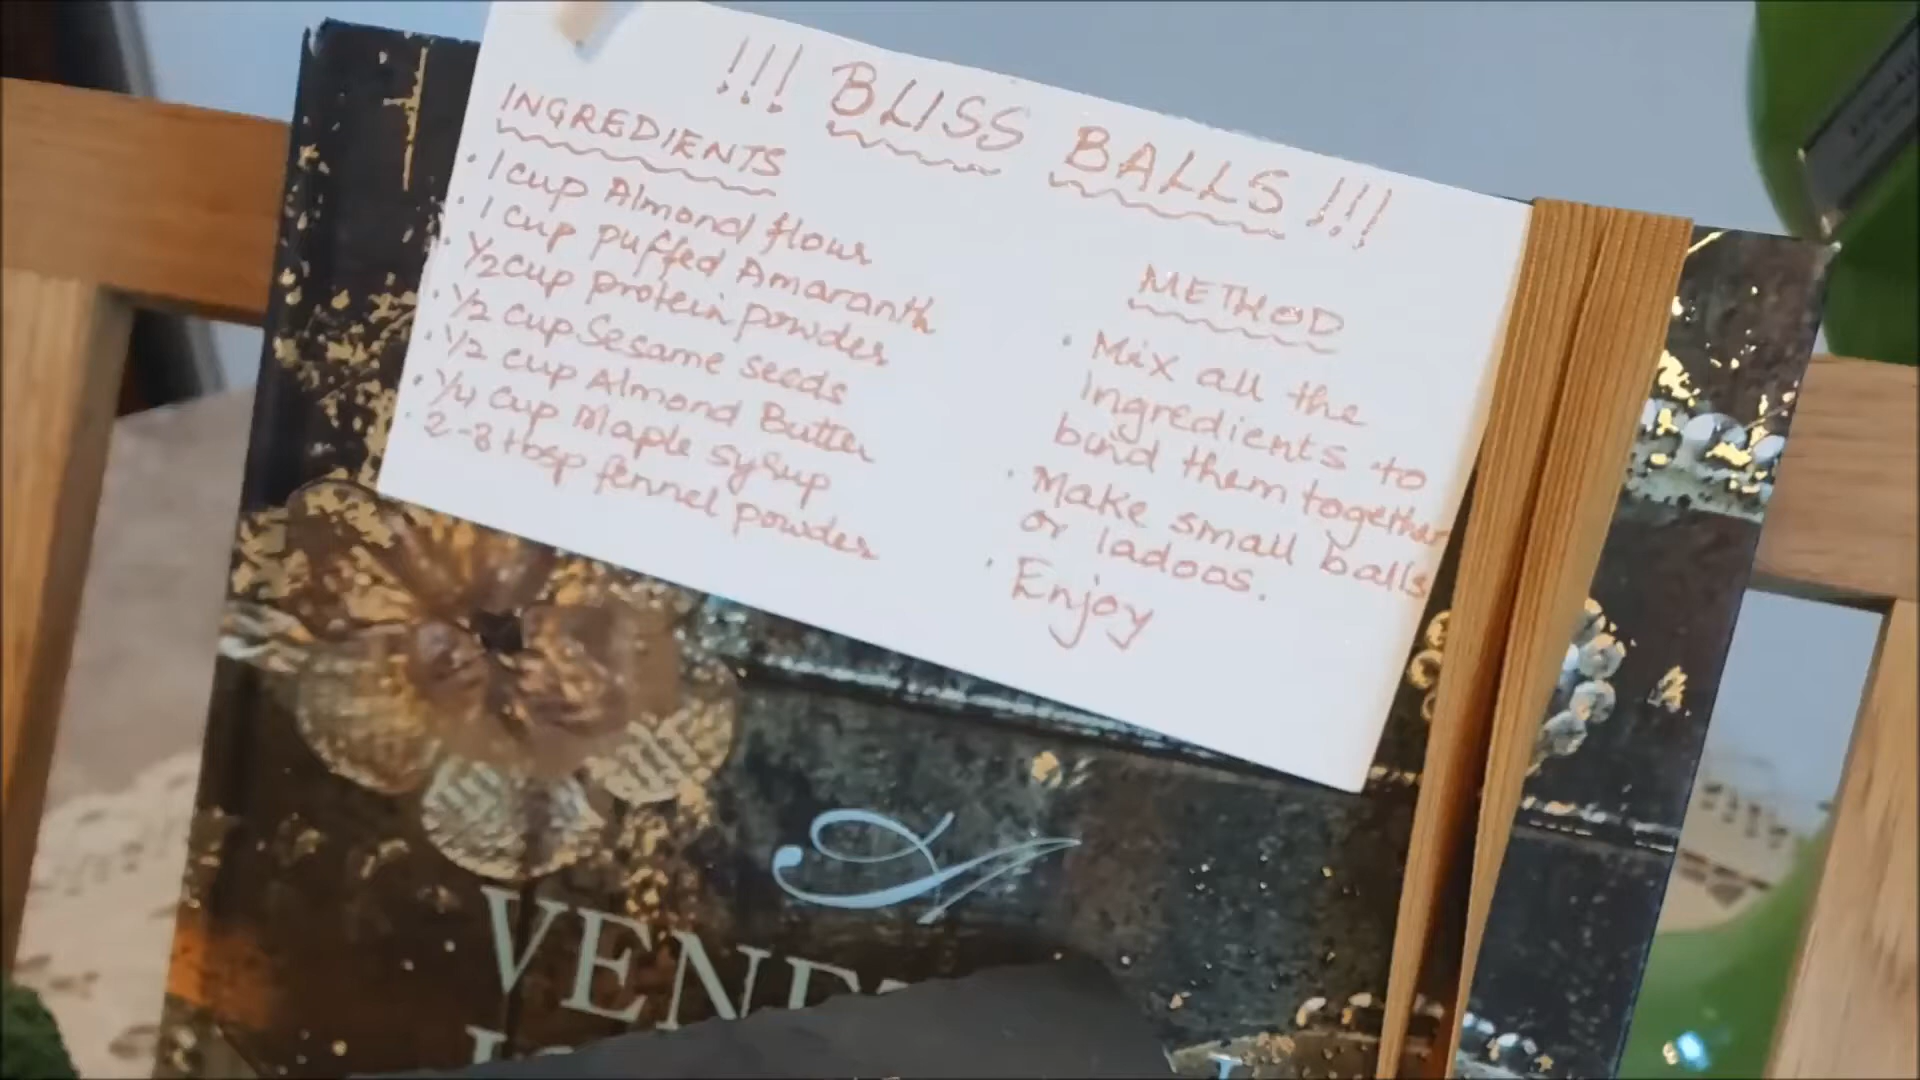 !!! BLISS BALLS !!!
INGREDIENTS
• 1 cup Almond flour
• 1 cup puffed Amaranth
• 1/2 cup protein powder
• 1/2 cup Sesame seeds
• 1/2 cup Almond Butter
• 1/4 cup Maple syrup
• 2-3 tbsp fennel powder
METHOD
• Mix all the
Ingredients to
bind them together
• Make small balls
or ladoos.
• Enjoy